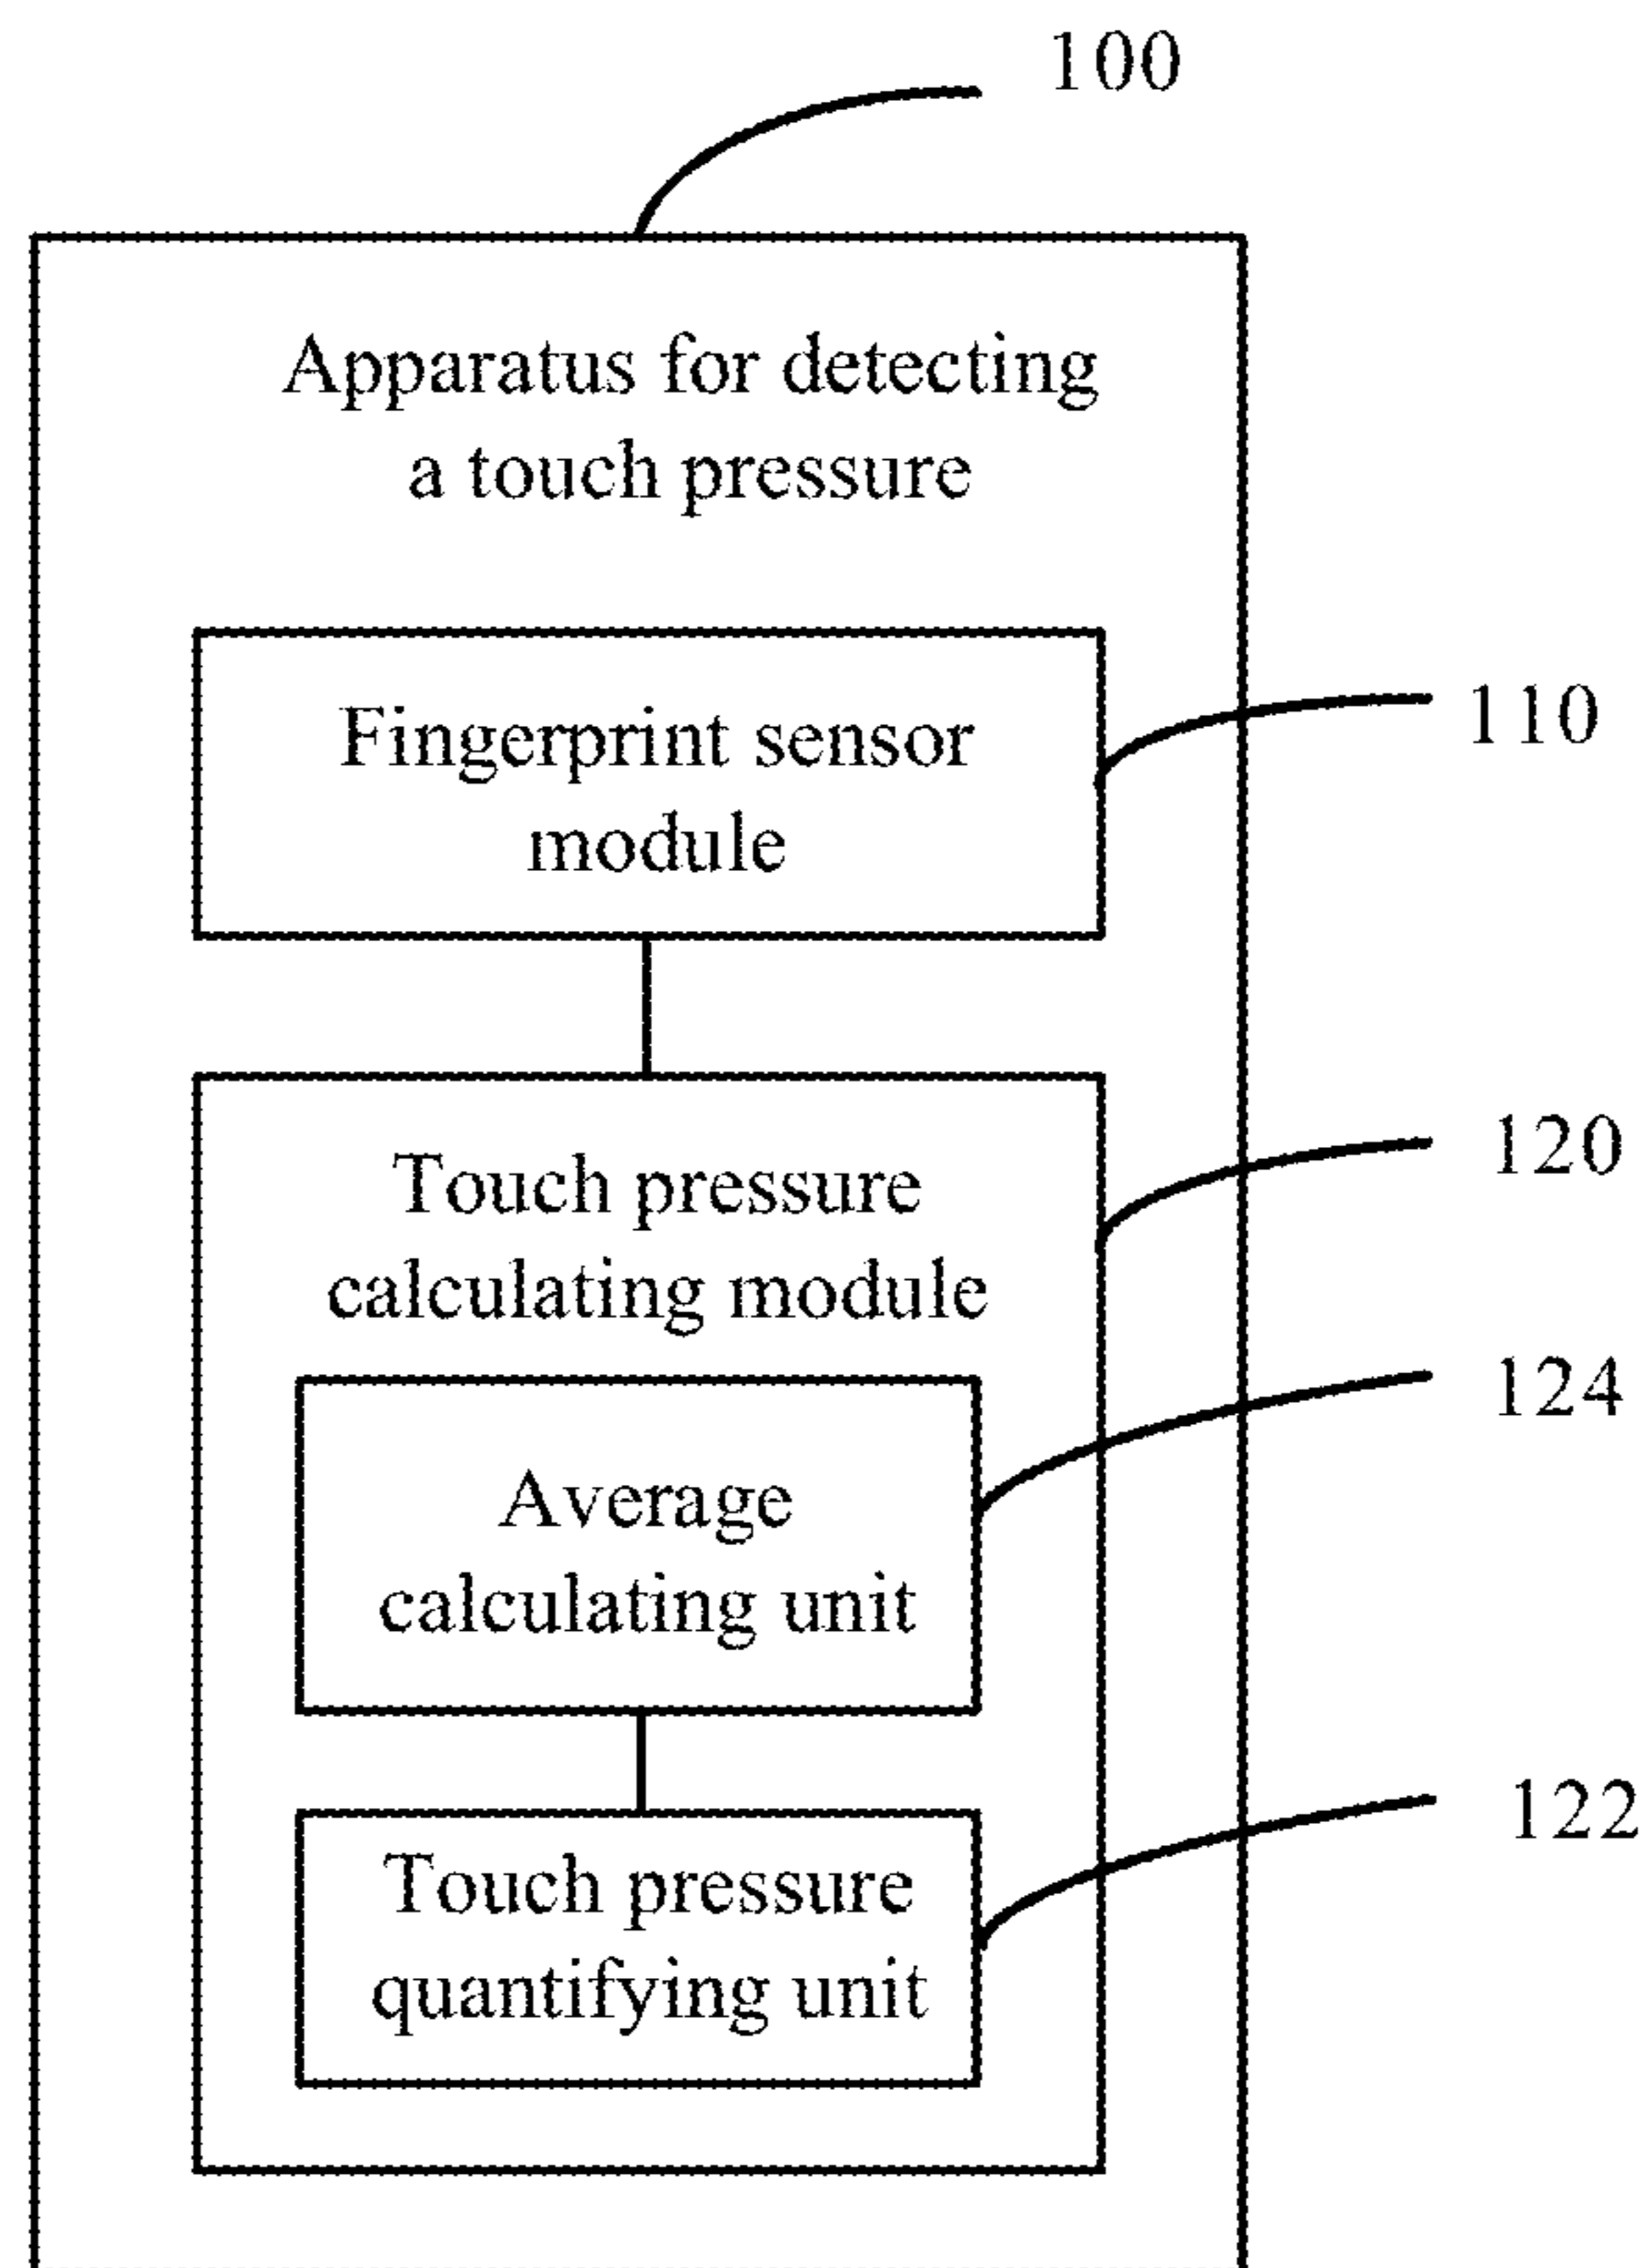 100
Apparatus for detecting
a touch pressure
Fingerprint sensor
module
110
Touch pressure
calculating module
120
Average
calculating unit
124
Touch pressure
quantifying unit
122